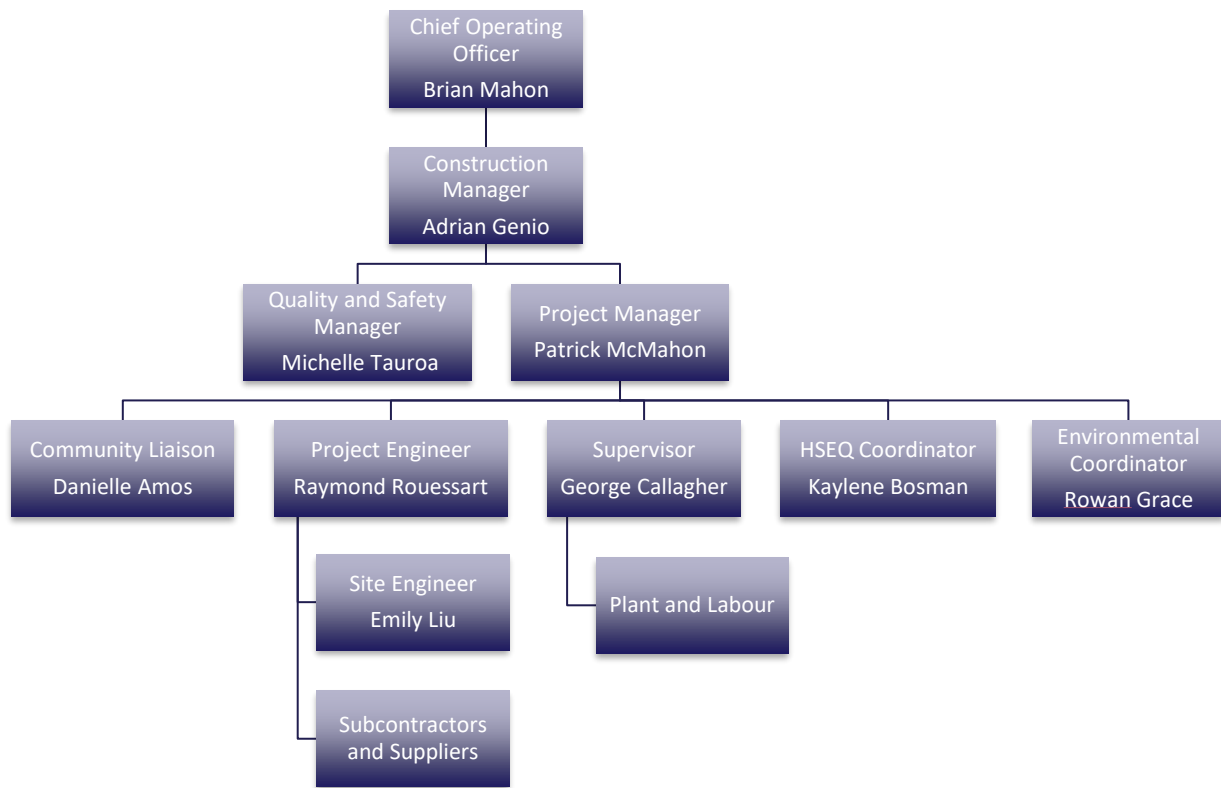 Chief Operating
Officer
Brian Mahon
Construction
Manager
Adrian Genio
Quality and Safety
Manager
Michelle Tauroa
Project Manager
Patrick McMahon
Community Liaison
Danielle Amos
Project Engineer
Raymond Rouessart
Supervisor
George Callagher
HSEQ Coordinator
Kaylene Bosman
Environmental
Coordinator
Rowan Grace
Site Engineer
Emily Liu
Plant and Labour
Subcontractors
and Suppliers